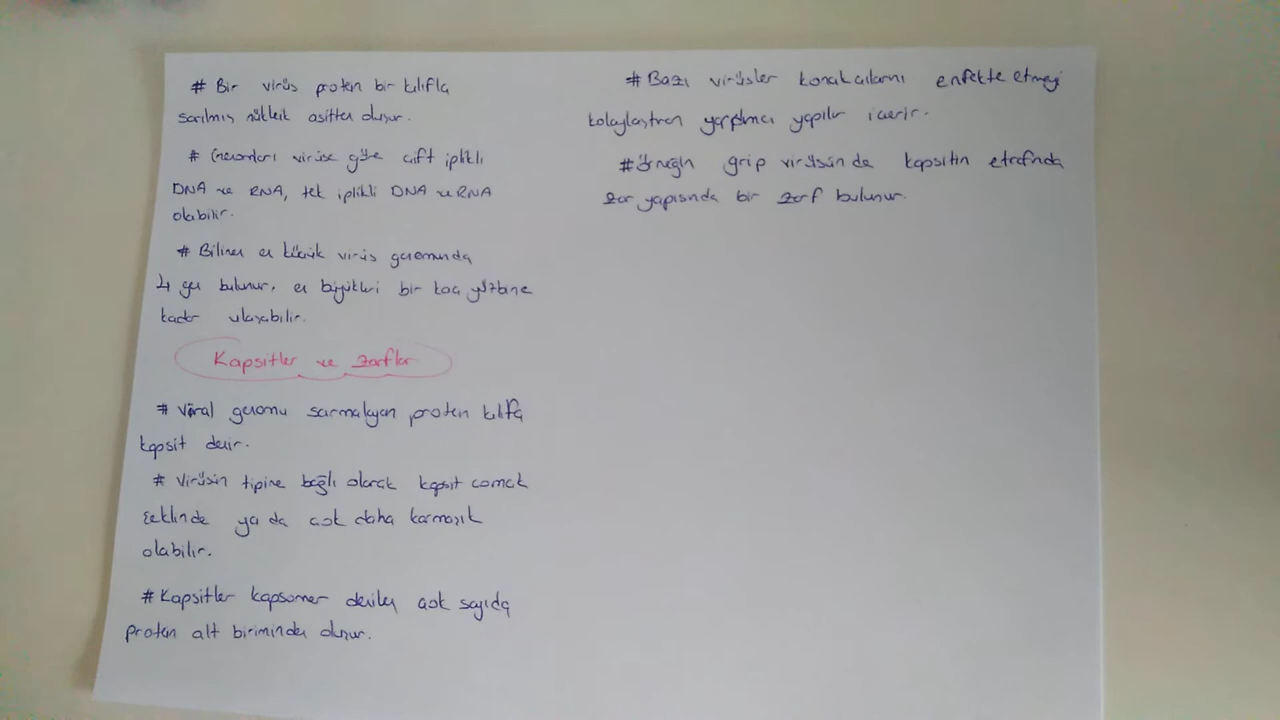 # Bir virüs protein bir kılıfla
sarılmış nükleik asitten oluşur.
# Genomları virüse göre çift iplikli
DNA ve RNA, tek iplikli DNA ve RNA
olabilir.
# Bilinen en küçük virüs genomunda
4 gen bulunur, en büyükleri bir kaç yüzbine
kadar ulaşabilir.
Kapsitler ve zarflar
# Viral genomu sarmalayan protein kılıfa
kapsit denir.
# Virüsün tipine bağlı olarak kapsit çomak
şeklinde ya da çok daha karmaşık
olabilir.
# Kapsitler kapsomer denilen çok sayıda
protein alt biriminden oluşur.
# Bazı virüsler konakçılarını enfekte etmeyi
kolaylaştıran yardımcı yapılar içerir.
# Örneğin grip virüsünde kapsitin etrafında
zar yapısında bir zarf bulunur.